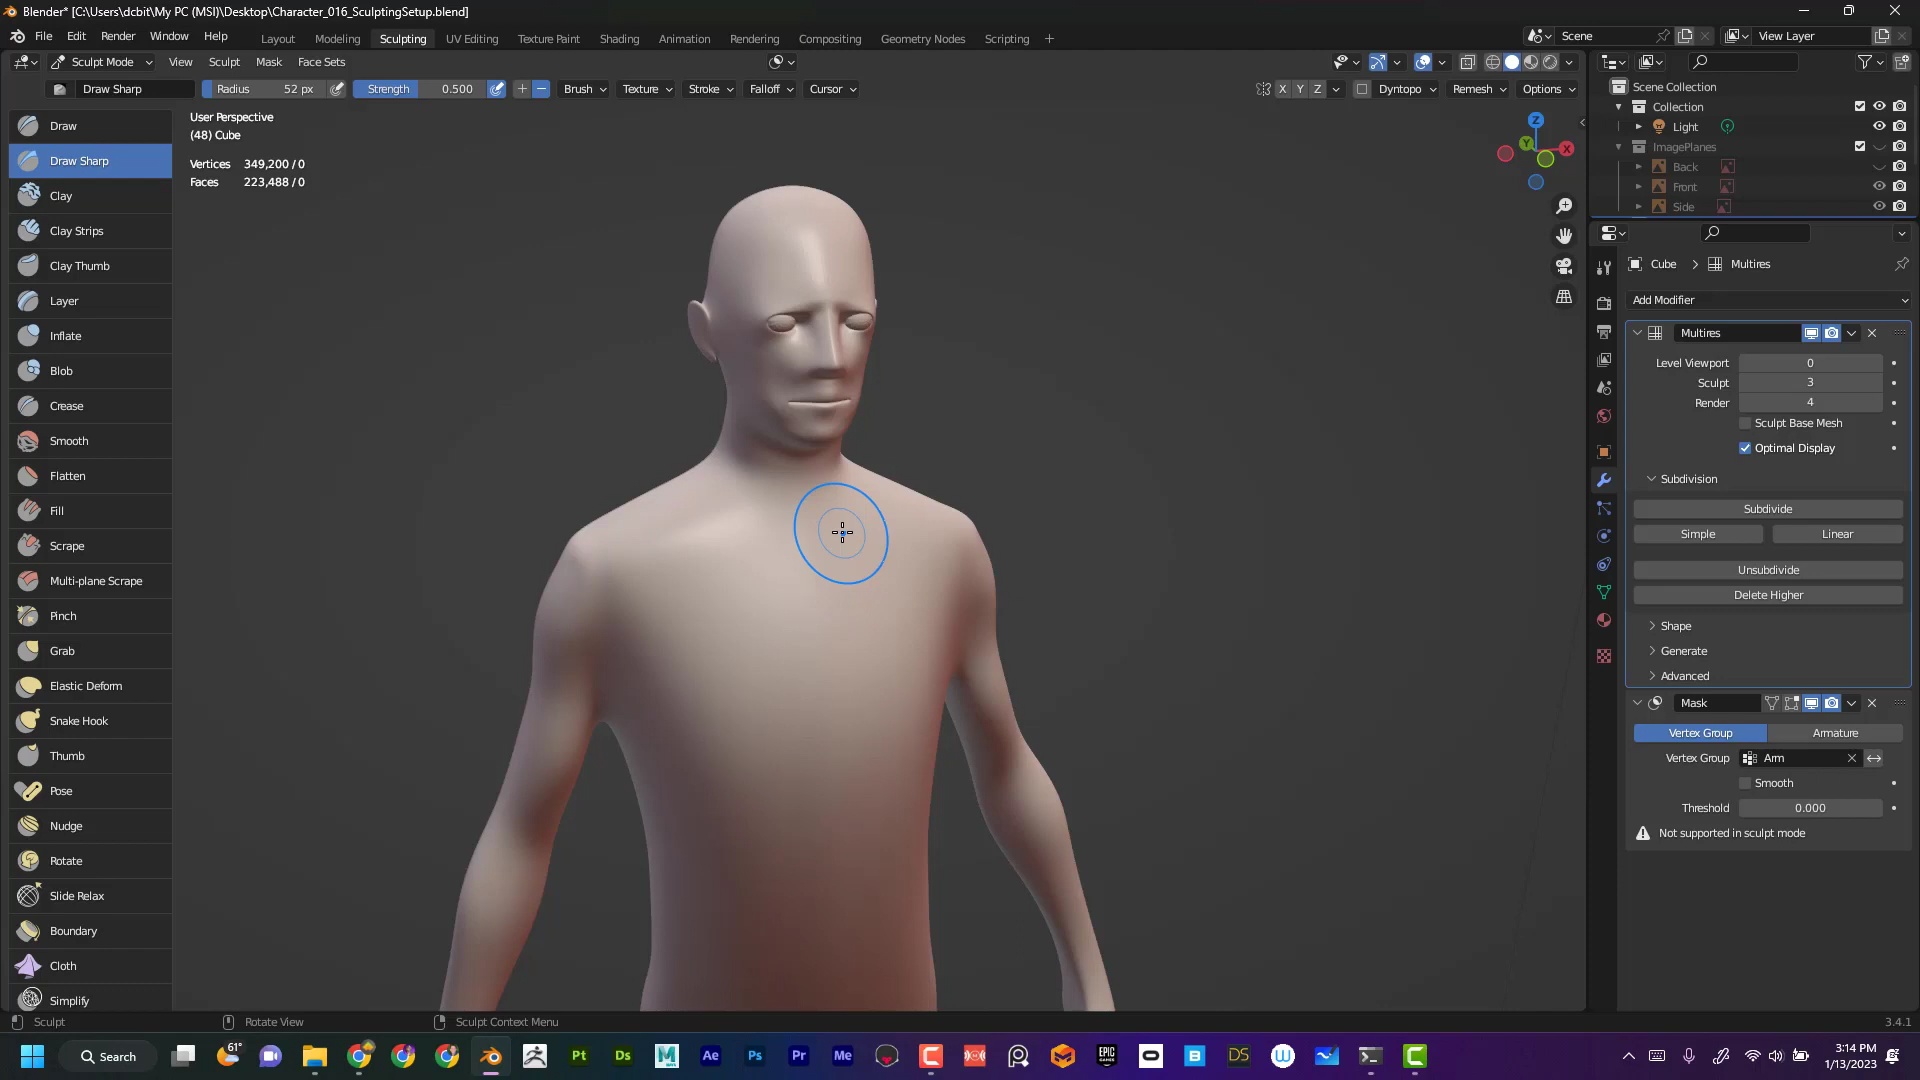 Blender* [C:\Users\dcbit\My PC (MSI)\Desktop\Character_016_SculptingSetup.blend]
File Edit Render Window Help
Layout Modeling Sculpting UV Editing Texture Paint Shading Animation Rendering Compositing Geometry Nodes Scripting +
Scene
View Layer
Sculpt Mode View Sculpt Mask Face Sets
Draw Sharp Radius 52 px Strength 0.500 Brush Texture Stroke Falloff Cursor
X Y Z Dyntopo Remesh Options
Draw
Draw Sharp
Clay
Clay Strips
Clay Thumb
Layer
Inflate
Blob
Crease
Smooth
Flatten
Fill
Scrape
Multi-plane Scrape
Pinch
Grab
Elastic Deform
Snake Hook
Thumb
Pose
Nudge
Rotate
Slide Relax
Boundary
Cloth
Simplify
User Perspective
(48) Cube
Vertices 349,200 / 0
Faces 223,488 / 0
Z
Y
X
Scene Collection
Collection
Light
ImagePlanes
Back
Front
Side
Cube > Multires
Add Modifier
Multires
Level Viewport 0
Sculpt 3
Render 4
Sculpt Base Mesh
Optimal Display
Subdivision
Subdivide
Simple Linear
Unsubdivide
Delete Higher
Shape
Generate
Advanced
Mask
Vertex Group Armature
Vertex Group Arm
Smooth
Threshold 0.000
Not supported in sculpt mode
Sculpt Rotate View Sculpt Context Menu
3.4.1
Search
61°
Pt Ds Ae Ps Pr Me
EPIC GAMES
B DS W
3:14 PM
1/13/2023